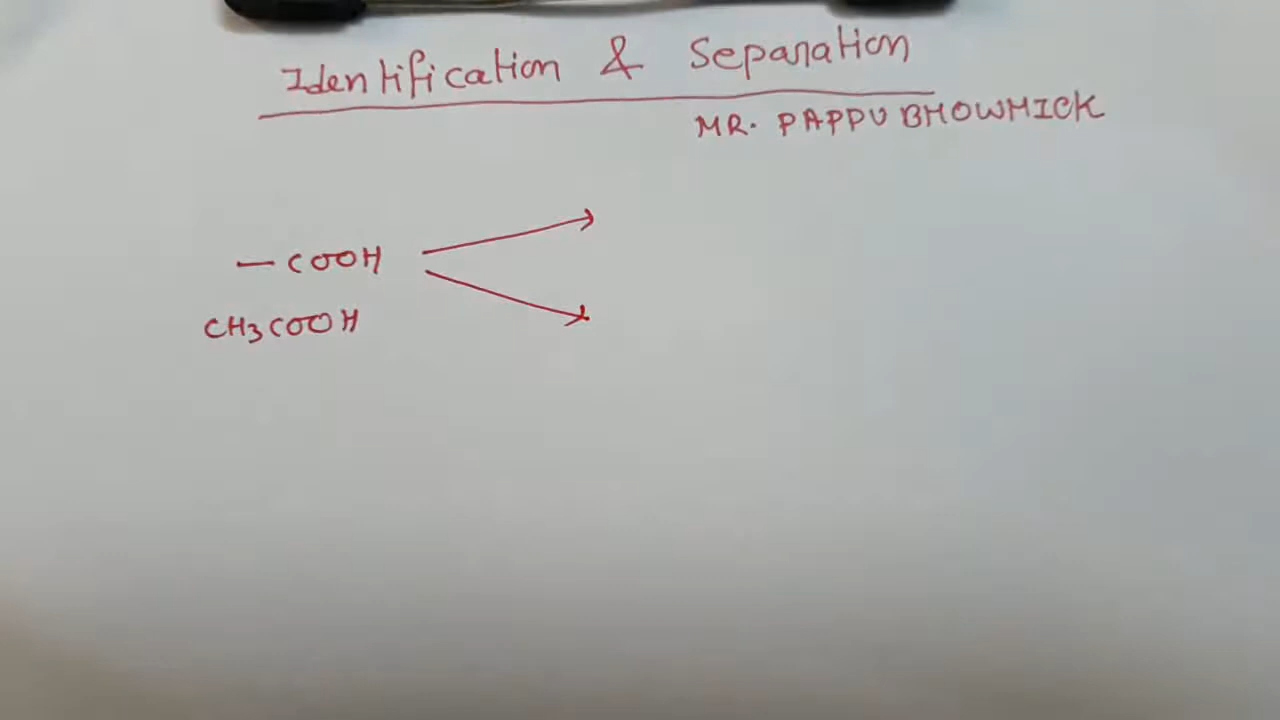 Identification & Separation
MR. PAPPU BHOWMICK
— COOH
CH3COOH